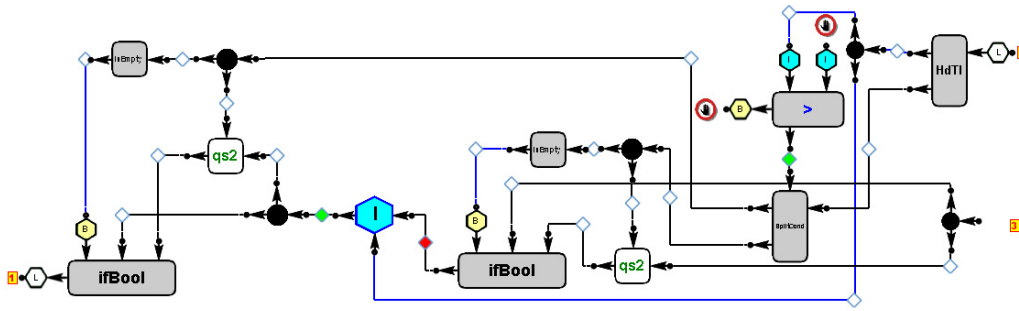 I
I
L
IsEmpty
HdTl
B
>
IsEmpty
qs2
B
SplitCond
B
I
3
ifBool
ifBool
qs2
1
L